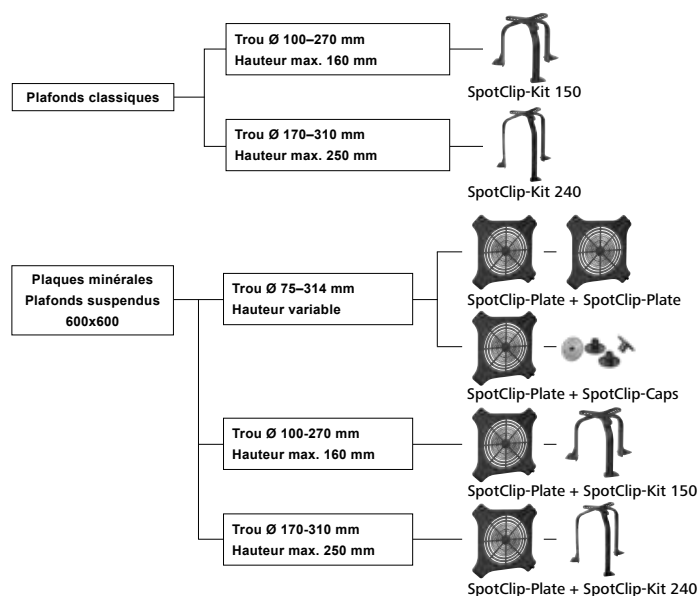 Plafonds classiques
Trou Ø 100–270 mm
Hauteur max. 160 mm
SpotClip-Kit 150
Trou Ø 170–310 mm
Hauteur max. 250 mm
SpotClip-Kit 240
Plaques minérales
Plafonds suspendus
600x600
Trou Ø 75–314 mm
Hauteur variable
SpotClip-Plate + SpotClip-Plate
SpotClip-Plate + SpotClip-Caps
Trou Ø 100-270 mm
Hauteur max. 160 mm
SpotClip-Plate + SpotClip-Kit 150
Trou Ø 170-310 mm
Hauteur max. 250 mm
SpotClip-Plate + SpotClip-Kit 240